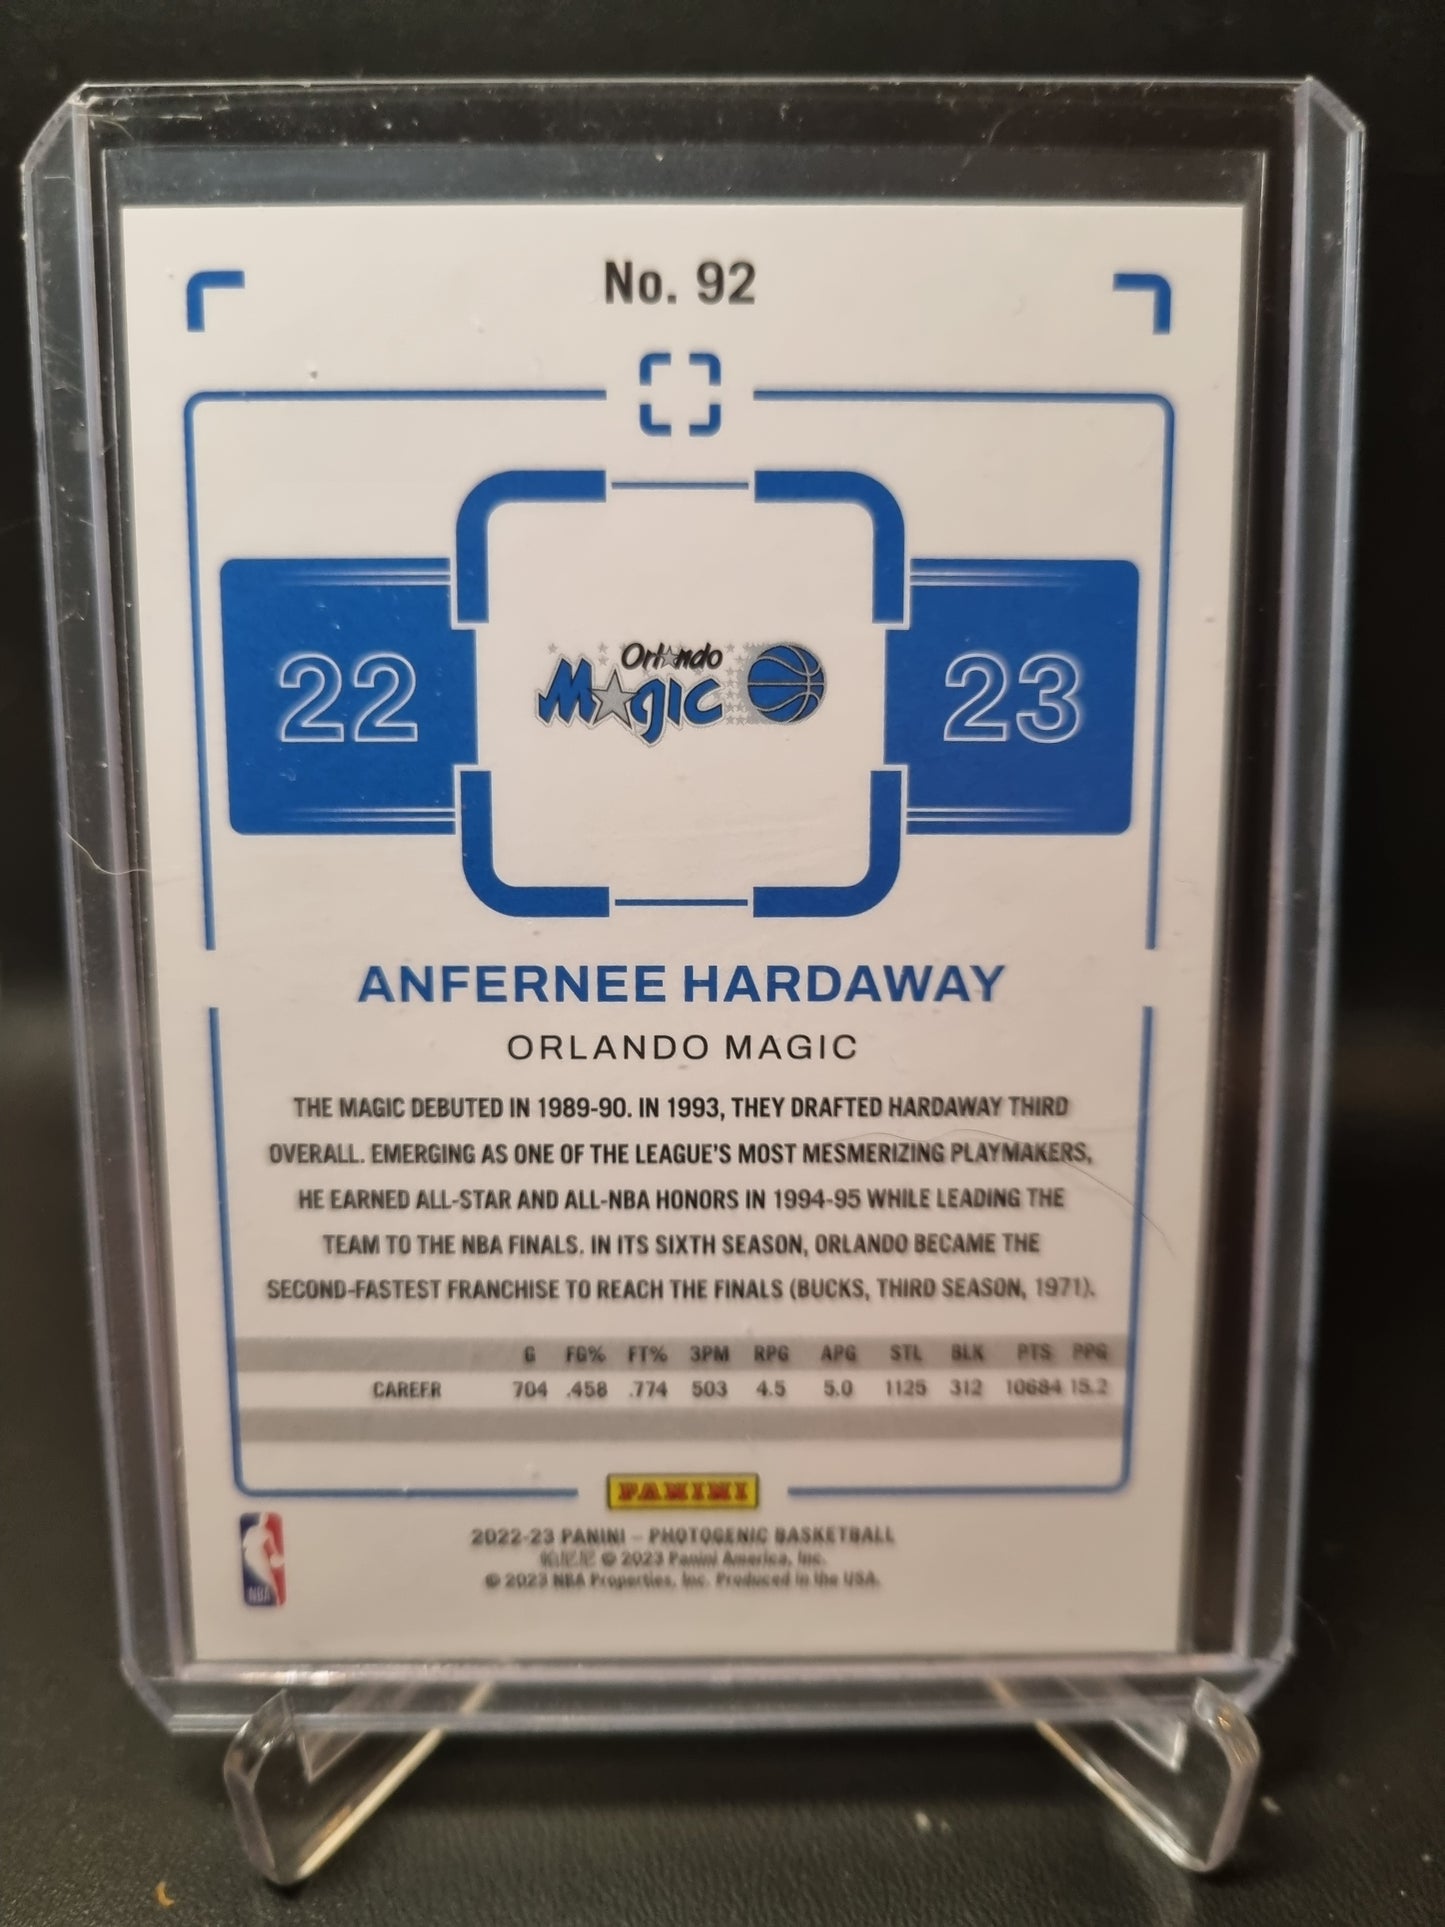 No. 92
22
Orlando
Magic
23
ANFERNEE HARDAWAY
ORLANDO MAGIC
THE MAGIC DEBUTED IN 1989-90. IN 1993, THEY DRAFTED HARDAWAY THIRD
OVERALL. EMERGING AS ONE OF THE LEAGUE'S MOST MESMERIZING PLAYMAKERS,
HE EARNED ALL-STAR AND ALL-NBA HONORS IN 1994-95 WHILE LEADING THE
TEAM TO THE NBA FINALS. IN ITS SIXTH SEASON, ORLANDO BECAME THE
SECOND-FASTEST FRANCHISE TO REACH THE FINALS (BUCKS, THIRD SEASON, 1971).
G FG% FT% 3PM RPG APG STL BLK PTS PPG
CAREER 704 .458 .774 503 4.5 5.0 1125 312 10684 15.2
PANINI
2022-23 PANINI – PHOTOGENIC BASKETBALL
© 2023 Panini America, Inc.
© 2023 NBA Properties, Inc. Produced in the USA.
NBA